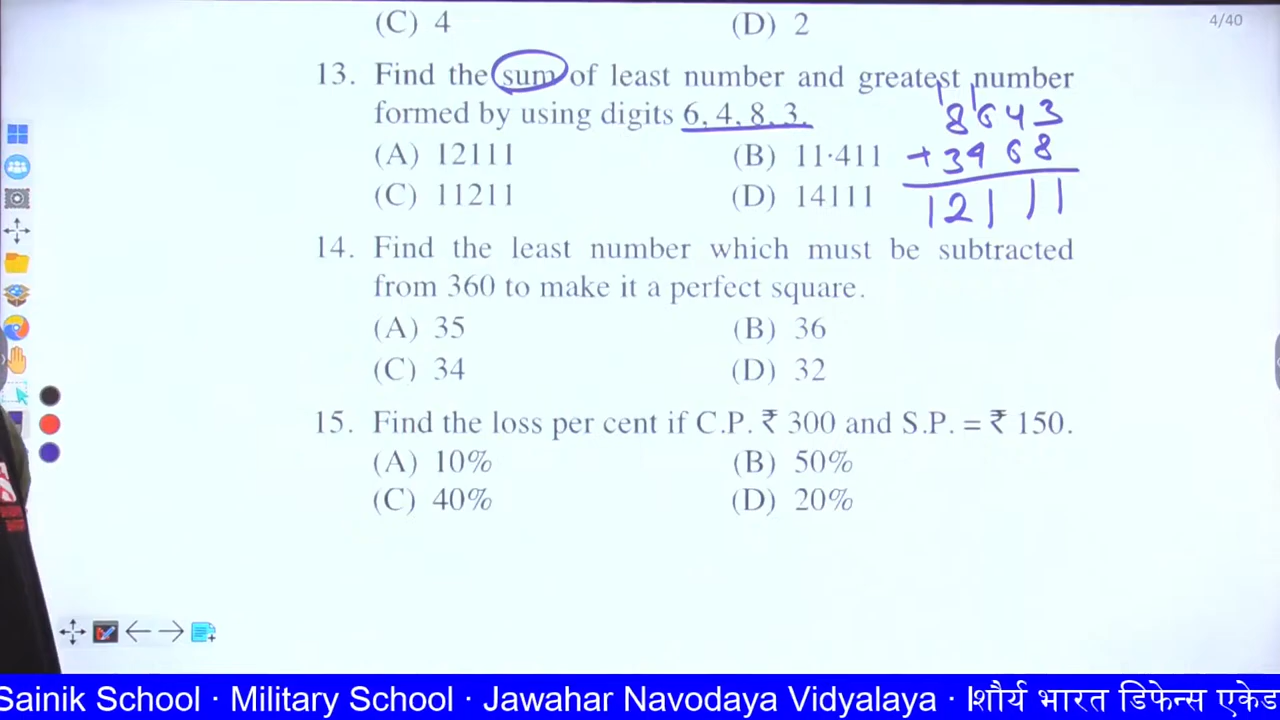 4/40
(C) 4 (D) 2
13. Find the sum of least number and greatest number
formed by using digits 6, 4, 8, 3.
8643
+ 3468
12111
(A) 12111 (B) 11·411
(C) 11211 (D) 14111
14. Find the least number which must be subtracted
from 360 to make it a perfect square.
(A) 35 (B) 36
(C) 34 (D) 32
15. Find the loss per cent if C.P. ₹ 300 and S.P. = ₹ 150.
(A) 10% (B) 50%
(C) 40% (D) 20%
Sainik School · Military School · Jawahar Navodaya Vidyalaya · शौर्य भारत डिफेन्स एकेड